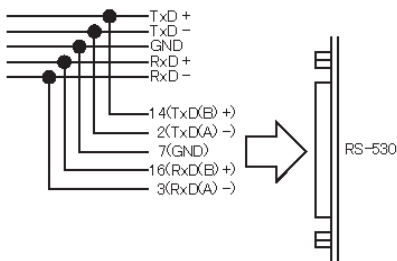 TxD +
TxD -
GND
RxD +
RxD -
14(TxD(B) +)
2(TxD(A) -)
7(GND)
16(RxD(B) +)
3(RxD(A) -)
RS-530